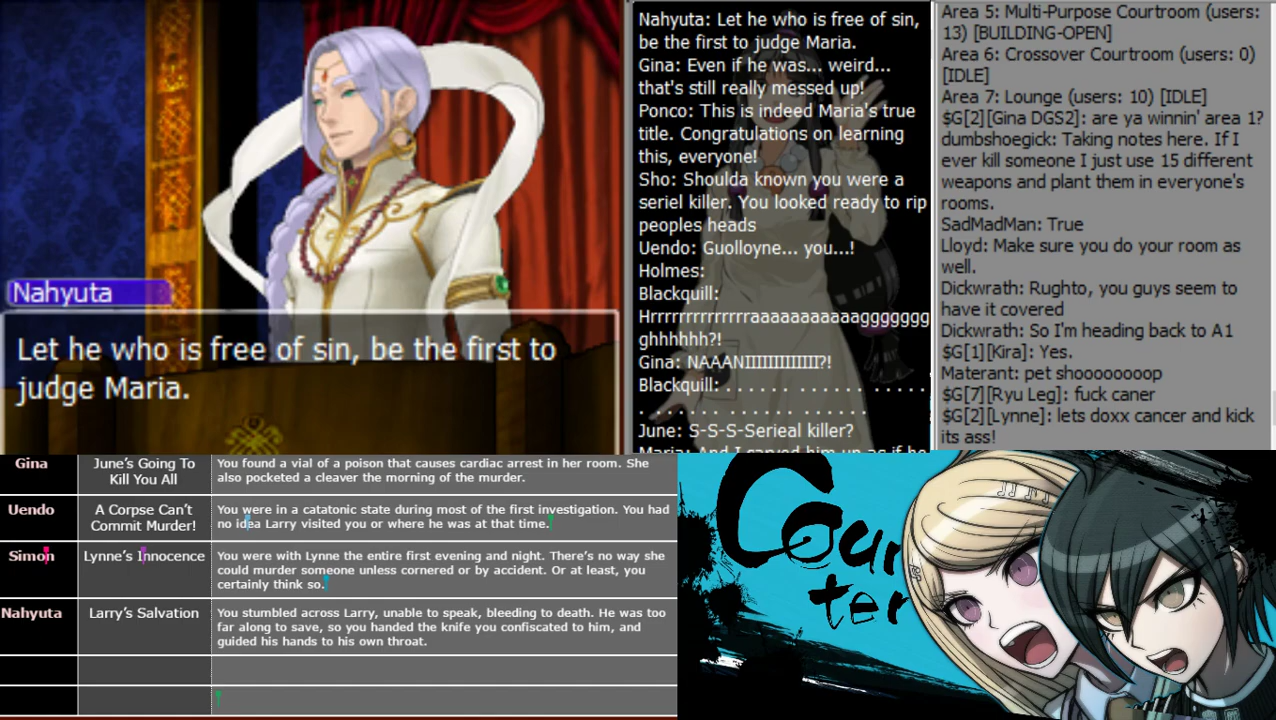 Nahyuta
Let he who is free of sin, be the first to
judge Maria.
Nahyuta: Let he who is free of sin,
be the first to judge Maria.
Gina: Even if he was... weird...
that's still really messed up!
Ponco: This is indeed Maria's true
title. Congratulations on learning
this, everyone!
Sho: Shoulda known you were a
seriel killer. You looked ready to rip
peoples heads
Uendo: Guolloyne... you...!
Holmes:
Blackquill:
Hrrrrrrrrrrrrraaaaaaaaaaaggggggg
ghhhhhh?!
Gina: NAAANIIIIIIIIIIIIII?!
Blackquill: . . . . . . . . . . . . . . . . .
. . . . . . . . . . . . . . . . . . .
June: S-S-S-Serieal killer?
Maria: And I carved him up as if he
Area 5: Multi-Purpose Courtroom (users:
13) [BUILDING-OPEN]
Area 6: Crossover Courtroom (users: 0)
[IDLE]
Area 7: Lounge (users: 10) [IDLE]
$G[2][Gina DGS2]: are ya winnin' area 1?
dumbshoegick: Taking notes here. If I
ever kill someone I just use 15 different
weapons and plant them in everyone's
rooms.
SadMadMan: True
Lloyd: Make sure you do your room as
well.
Dickwrath: Rughto, you guys seem to
have it covered
Dickwrath: So I'm heading back to A1
$G[1][Kira]: Yes.
Materant: pet shoooooooop
$G[7][Ryu Leg]: fuck caner
$G[2][Lynne]: lets doxx cancer and kick
its ass!
Gina
June's Going To
Kill You All
You found a vial of a poison that causes cardiac arrest in her room. She
also pocketed a cleaver the morning of the murder.
Uendo
A Corpse Can't
Commit Murder!
You were in a catatonic state during most of the first investigation. You had
no idea Larry visited you or where he was at that time.
Simon
Lynne's Innocence
You were with Lynne the entire first evening and night. There's no way she
could murder someone unless cornered or by accident. Or at least, you
certainly think so.
Nahyuta
Larry's Salvation
You stumbled across Larry, unable to speak, bleeding to death. He was too
far along to save, so you handed the knife you confiscated to him, and
guided his hands to his own throat.
Coun
ter